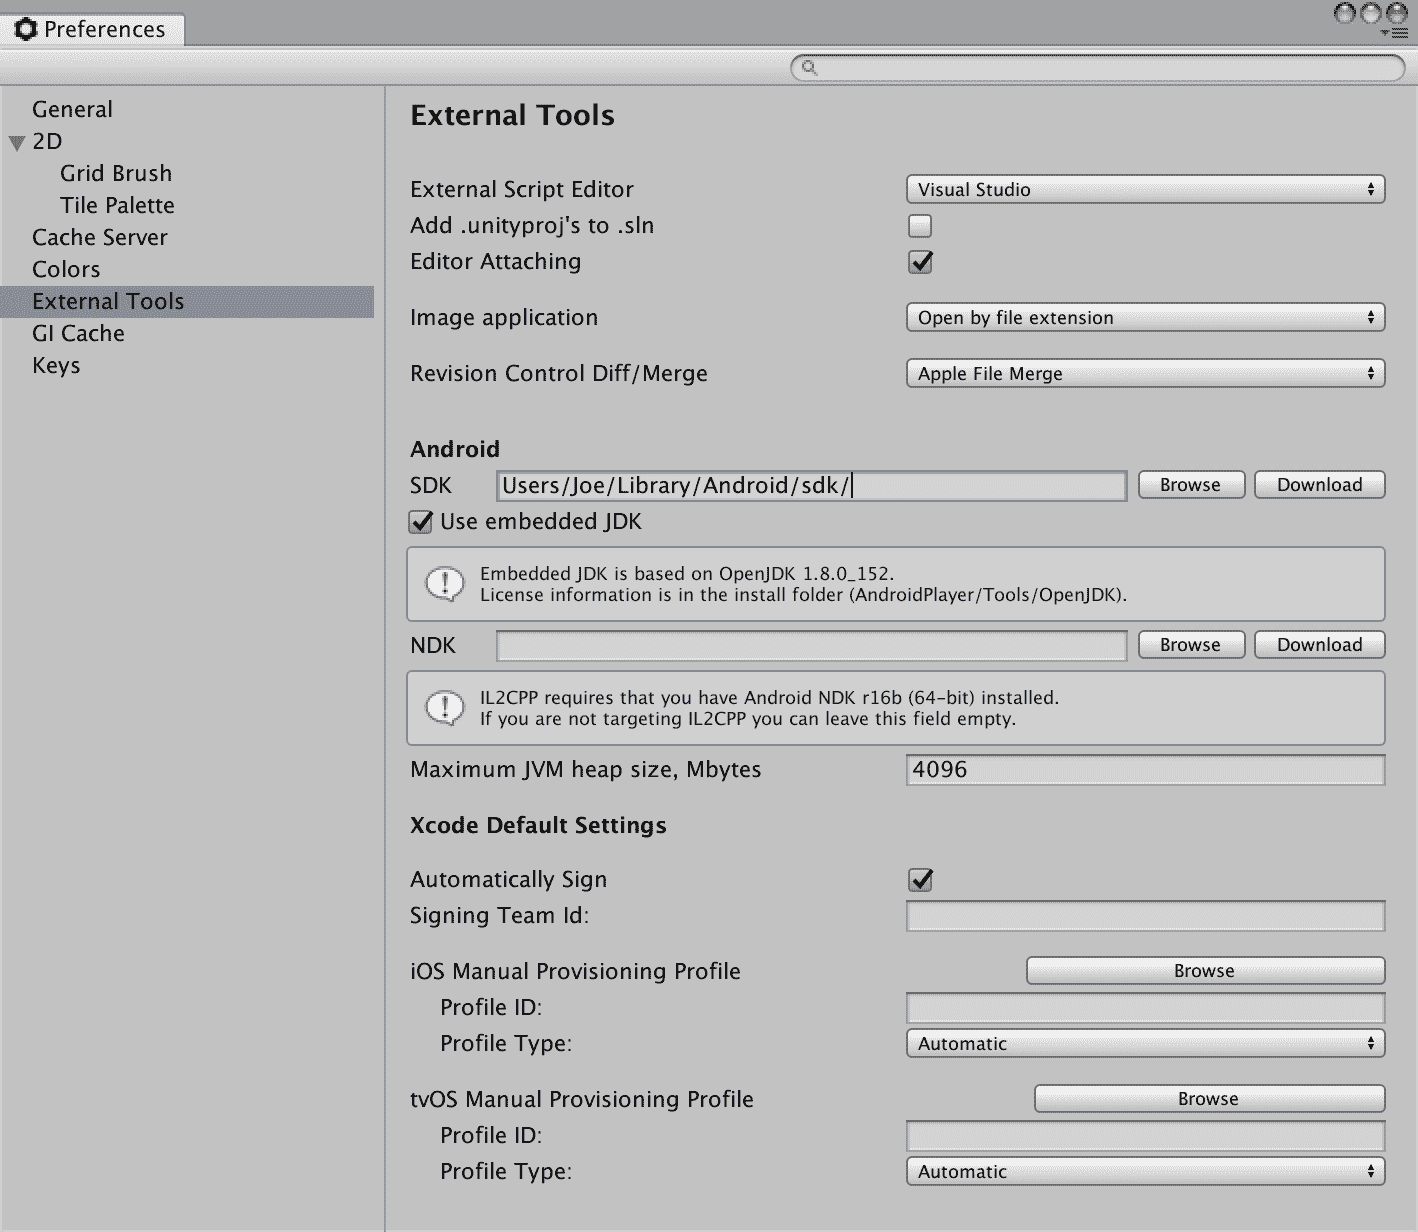 Preferences
General
2D
Grid Brush
Tile Palette
Cache Server
Colors
External Tools
GI Cache
Keys
External Tools
External Script Editor Visual Studio
Add .unityproj's to .sln
Editor Attaching
Image application Open by file extension
Revision Control Diff/Merge Apple File Merge
Android
SDK Users/Joe/Library/Android/sdk/ Browse Download
Use embedded JDK
Embedded JDK is based on OpenJDK 1.8.0_152.
License information is in the install folder (AndroidPlayer/Tools/OpenJDK).
NDK Browse Download
IL2CPP requires that you have Android NDK r16b (64-bit) installed.
If you are not targeting IL2CPP you can leave this field empty.
Maximum JVM heap size, Mbytes 4096
Xcode Default Settings
Automatically Sign
Signing Team Id:
iOS Manual Provisioning Profile Browse
Profile ID:
Profile Type: Automatic
tvOS Manual Provisioning Profile Browse
Profile ID:
Profile Type: Automatic